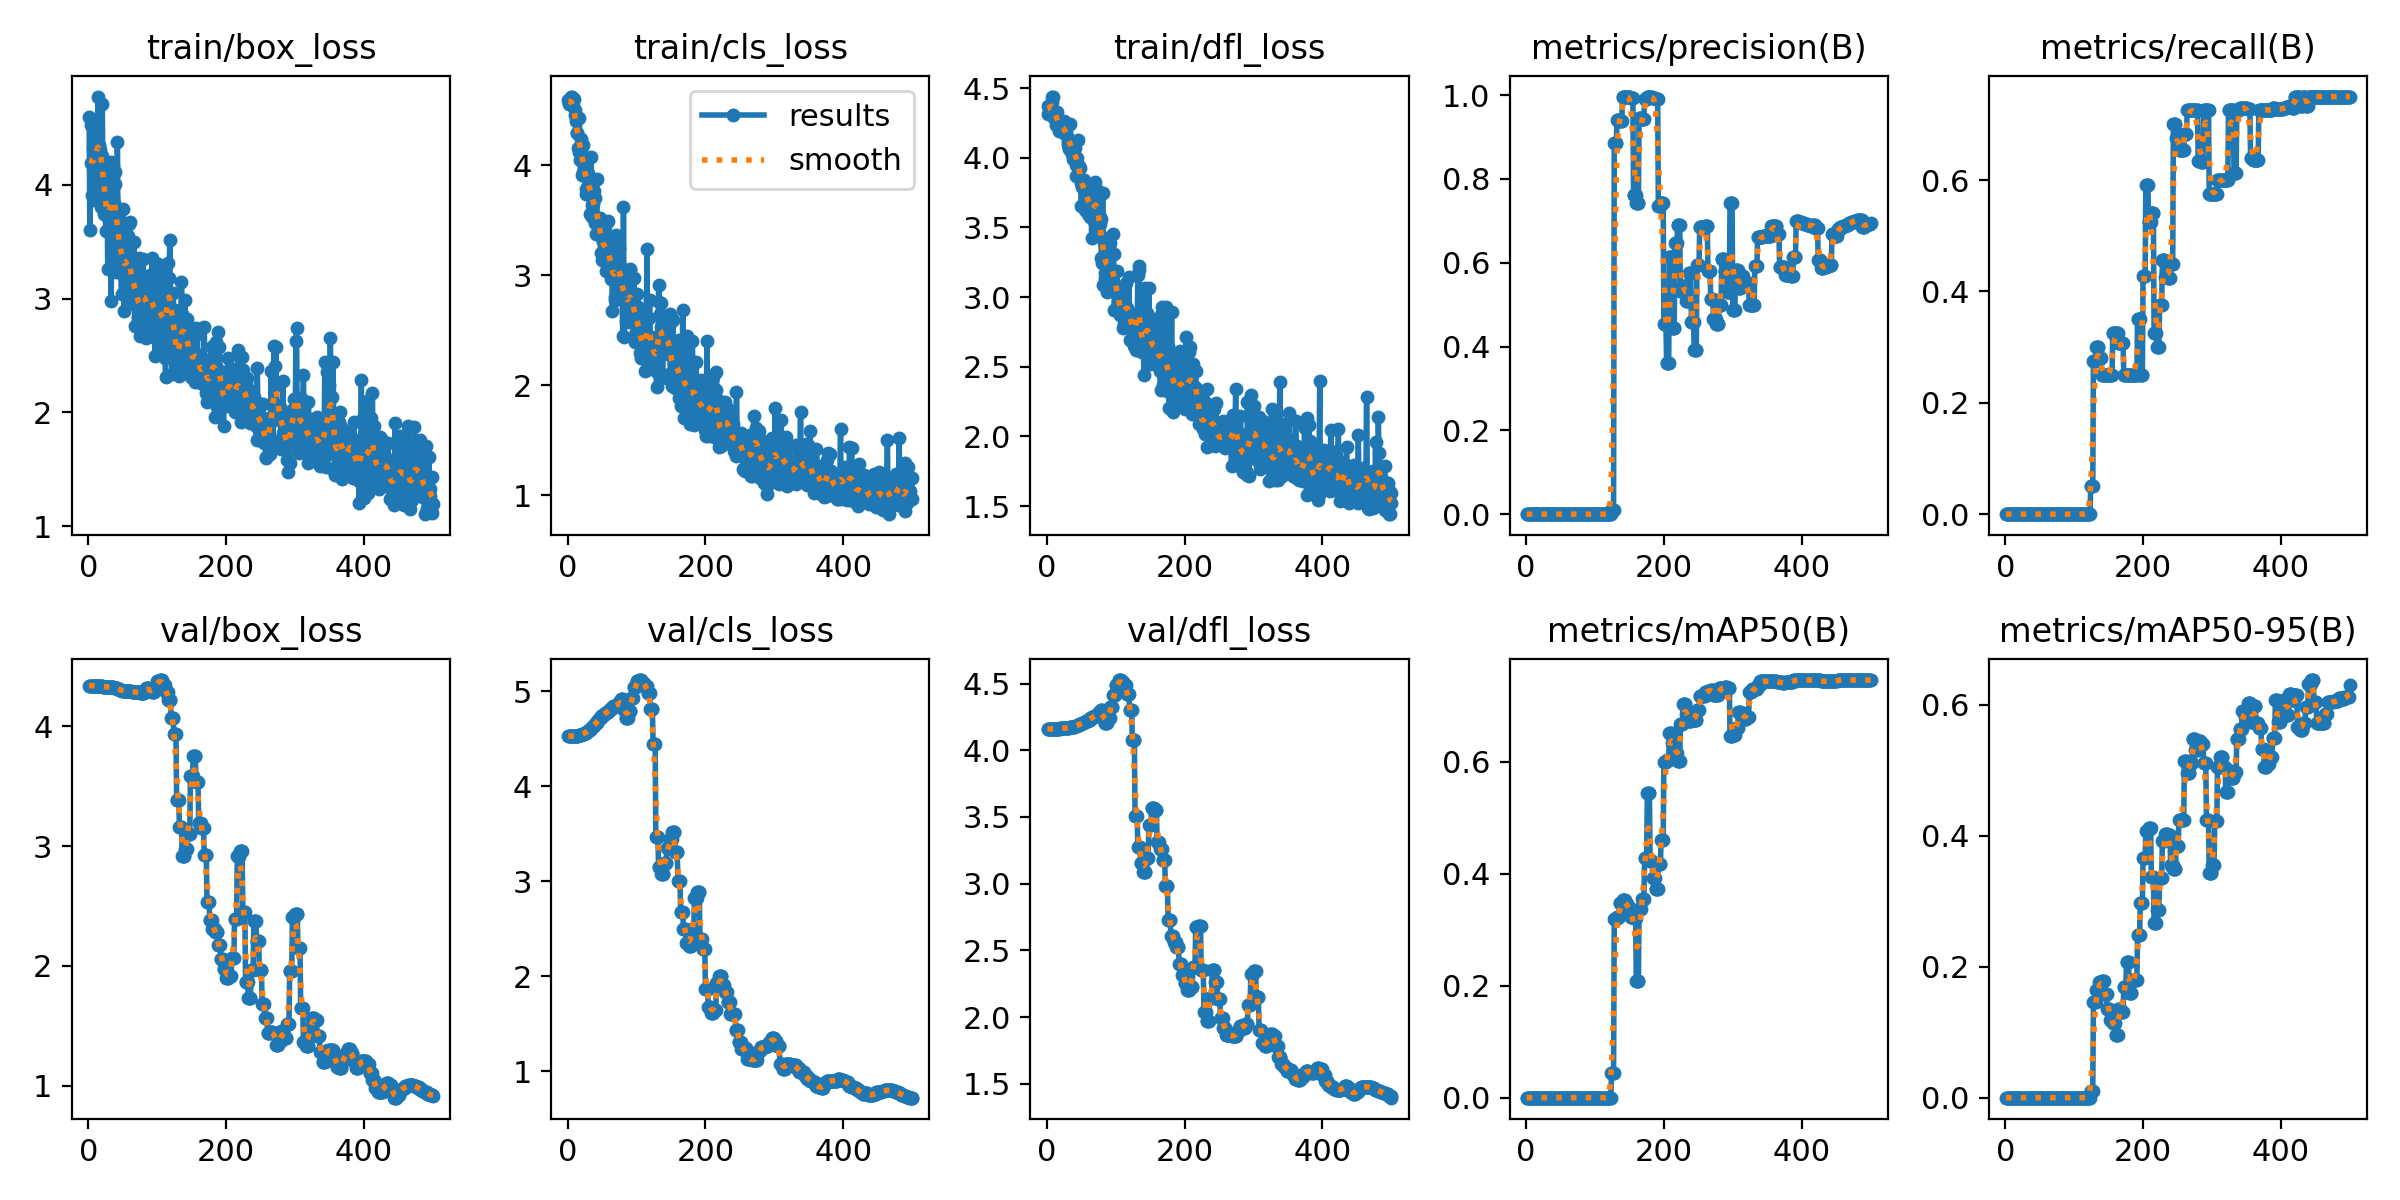 train/box_loss
4
3
2
1
0 200 400
train/cls_loss
results
smooth
4
3
2
1
0 200 400
train/dfl_loss
4.5
4.0
3.5
3.0
2.5
2.0
1.5
0 200 400
metrics/precision(B)
1.0
0.8
0.6
0.4
0.2
0.0
0 200 400
metrics/recall(B)
0.6
0.4
0.2
0.0
0 200 400
val/box_loss
4
3
2
1
0 200 400
val/cls_loss
5
4
3
2
1
0 200 400
val/dfl_loss
4.5
4.0
3.5
3.0
2.5
2.0
1.5
0 200 400
metrics/mAP50(B)
0.6
0.4
0.2
0.0
0 200 400
metrics/mAP50-95(B)
0.6
0.4
0.2
0.0
0 200 400